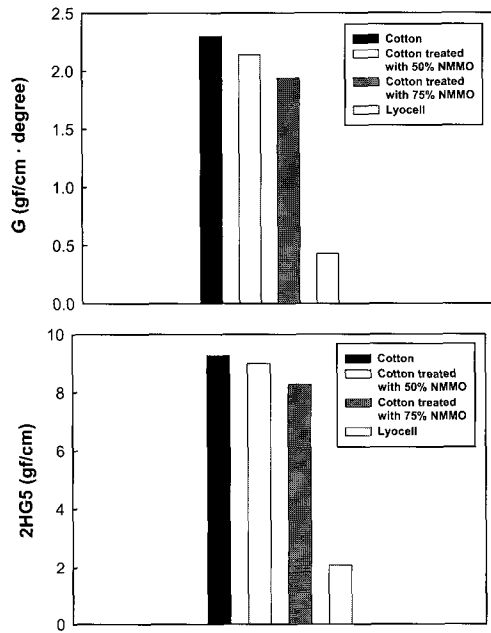 2.5
2.0
1.5
1.0
0.5
0.0
G (gf/cm · degree)
Cotton
Cotton treated
with 50% NMMO
Cotton treated
with 75% NMMO
Lyocell
10
8
6
4
2
0
2HG5 (gf/cm)
Cotton
Cotton treated
with 50% NMMO
Cotton treated
with 75% NMMO
Lyocell